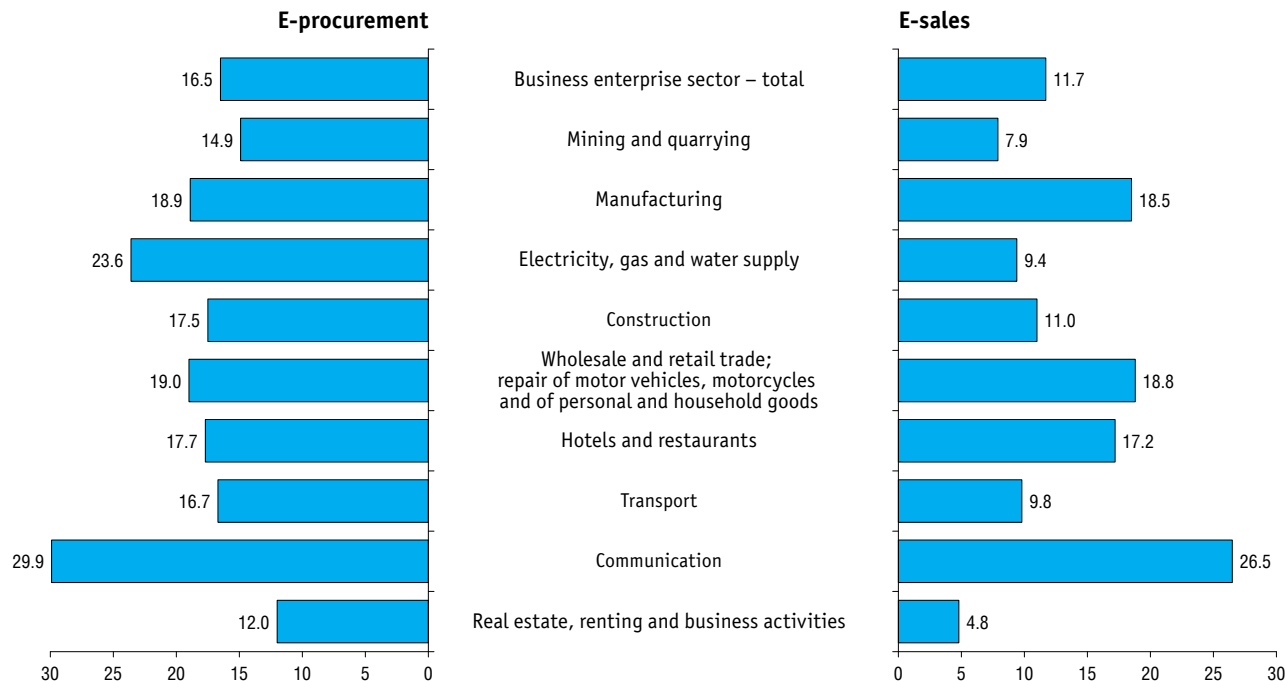 E-procurement E-sales
16.5 Business enterprise sector – total 11.7
14.9 Mining and quarrying 7.9
18.9 Manufacturing 18.5
23.6 Electricity, gas and water supply 9.4
17.5 Construction 11.0
Wholesale and retail trade;
19.0 repair of motor vehicles, motorcycles 18.8
and of personal and household goods
17.7 Hotels and restaurants 17.2
16.7 Transport 9.8
29.9 Communication 26.5
12.0 Real estate, renting and business activities 4.8
30 25 20 15 10 5 0 0 5 10 15 20 25 30